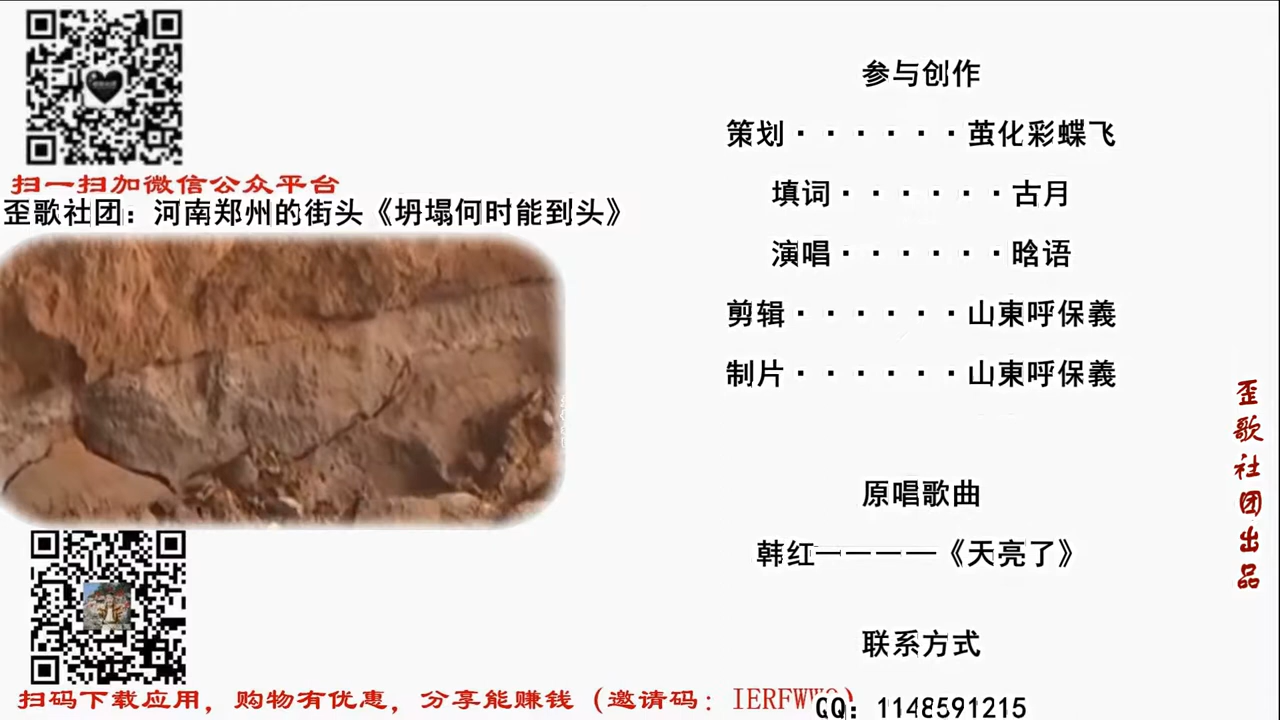 扫一扫加微信公众平台
歪歌社团：河南郑州的街头《坍塌何时能到头》
参与创作
策划······茧化彩蝶飞
填词······古月
演唱······晗语
剪辑······山東呼保義
制片······山東呼保義
原唱歌曲
韩红————《天亮了》
联系方式
QQ：1148591215
歪歌社团出品
扫码下载应用，购物有优惠，分享能赚钱（邀请码：